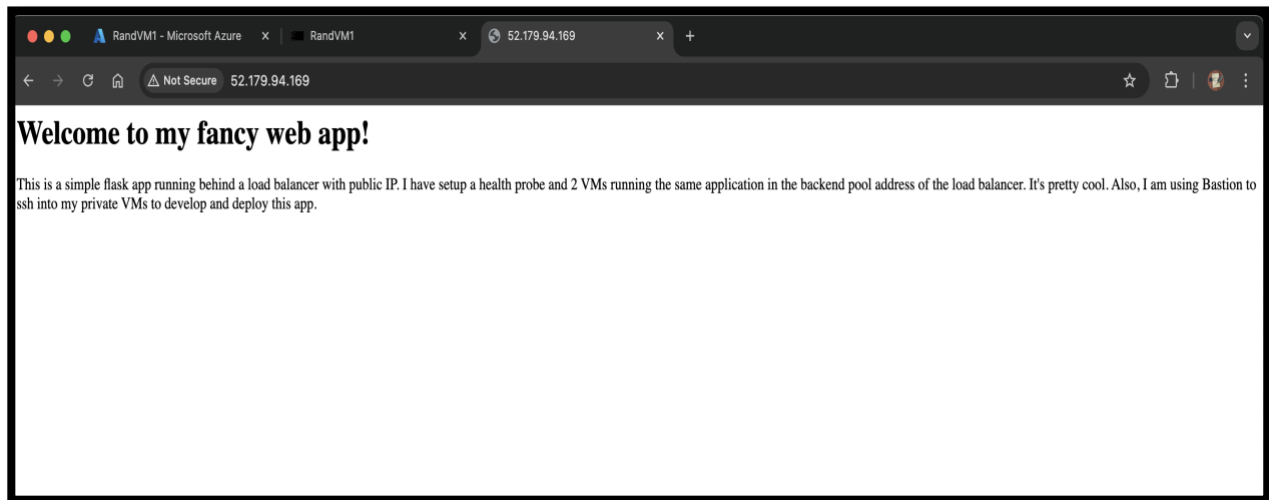 RandVM1 - Microsoft Azure
RandVM1
52.179.94.169
Not Secure
52.179.94.169
Welcome to my fancy web app!
This is a simple flask app running behind a load balancer with public IP. I have setup a health probe and 2 VMs running the same application in the backend pool address of the load balancer. It's pretty cool. Also, I am using Bastion to
ssh into my private VMs to develop and deploy this app.